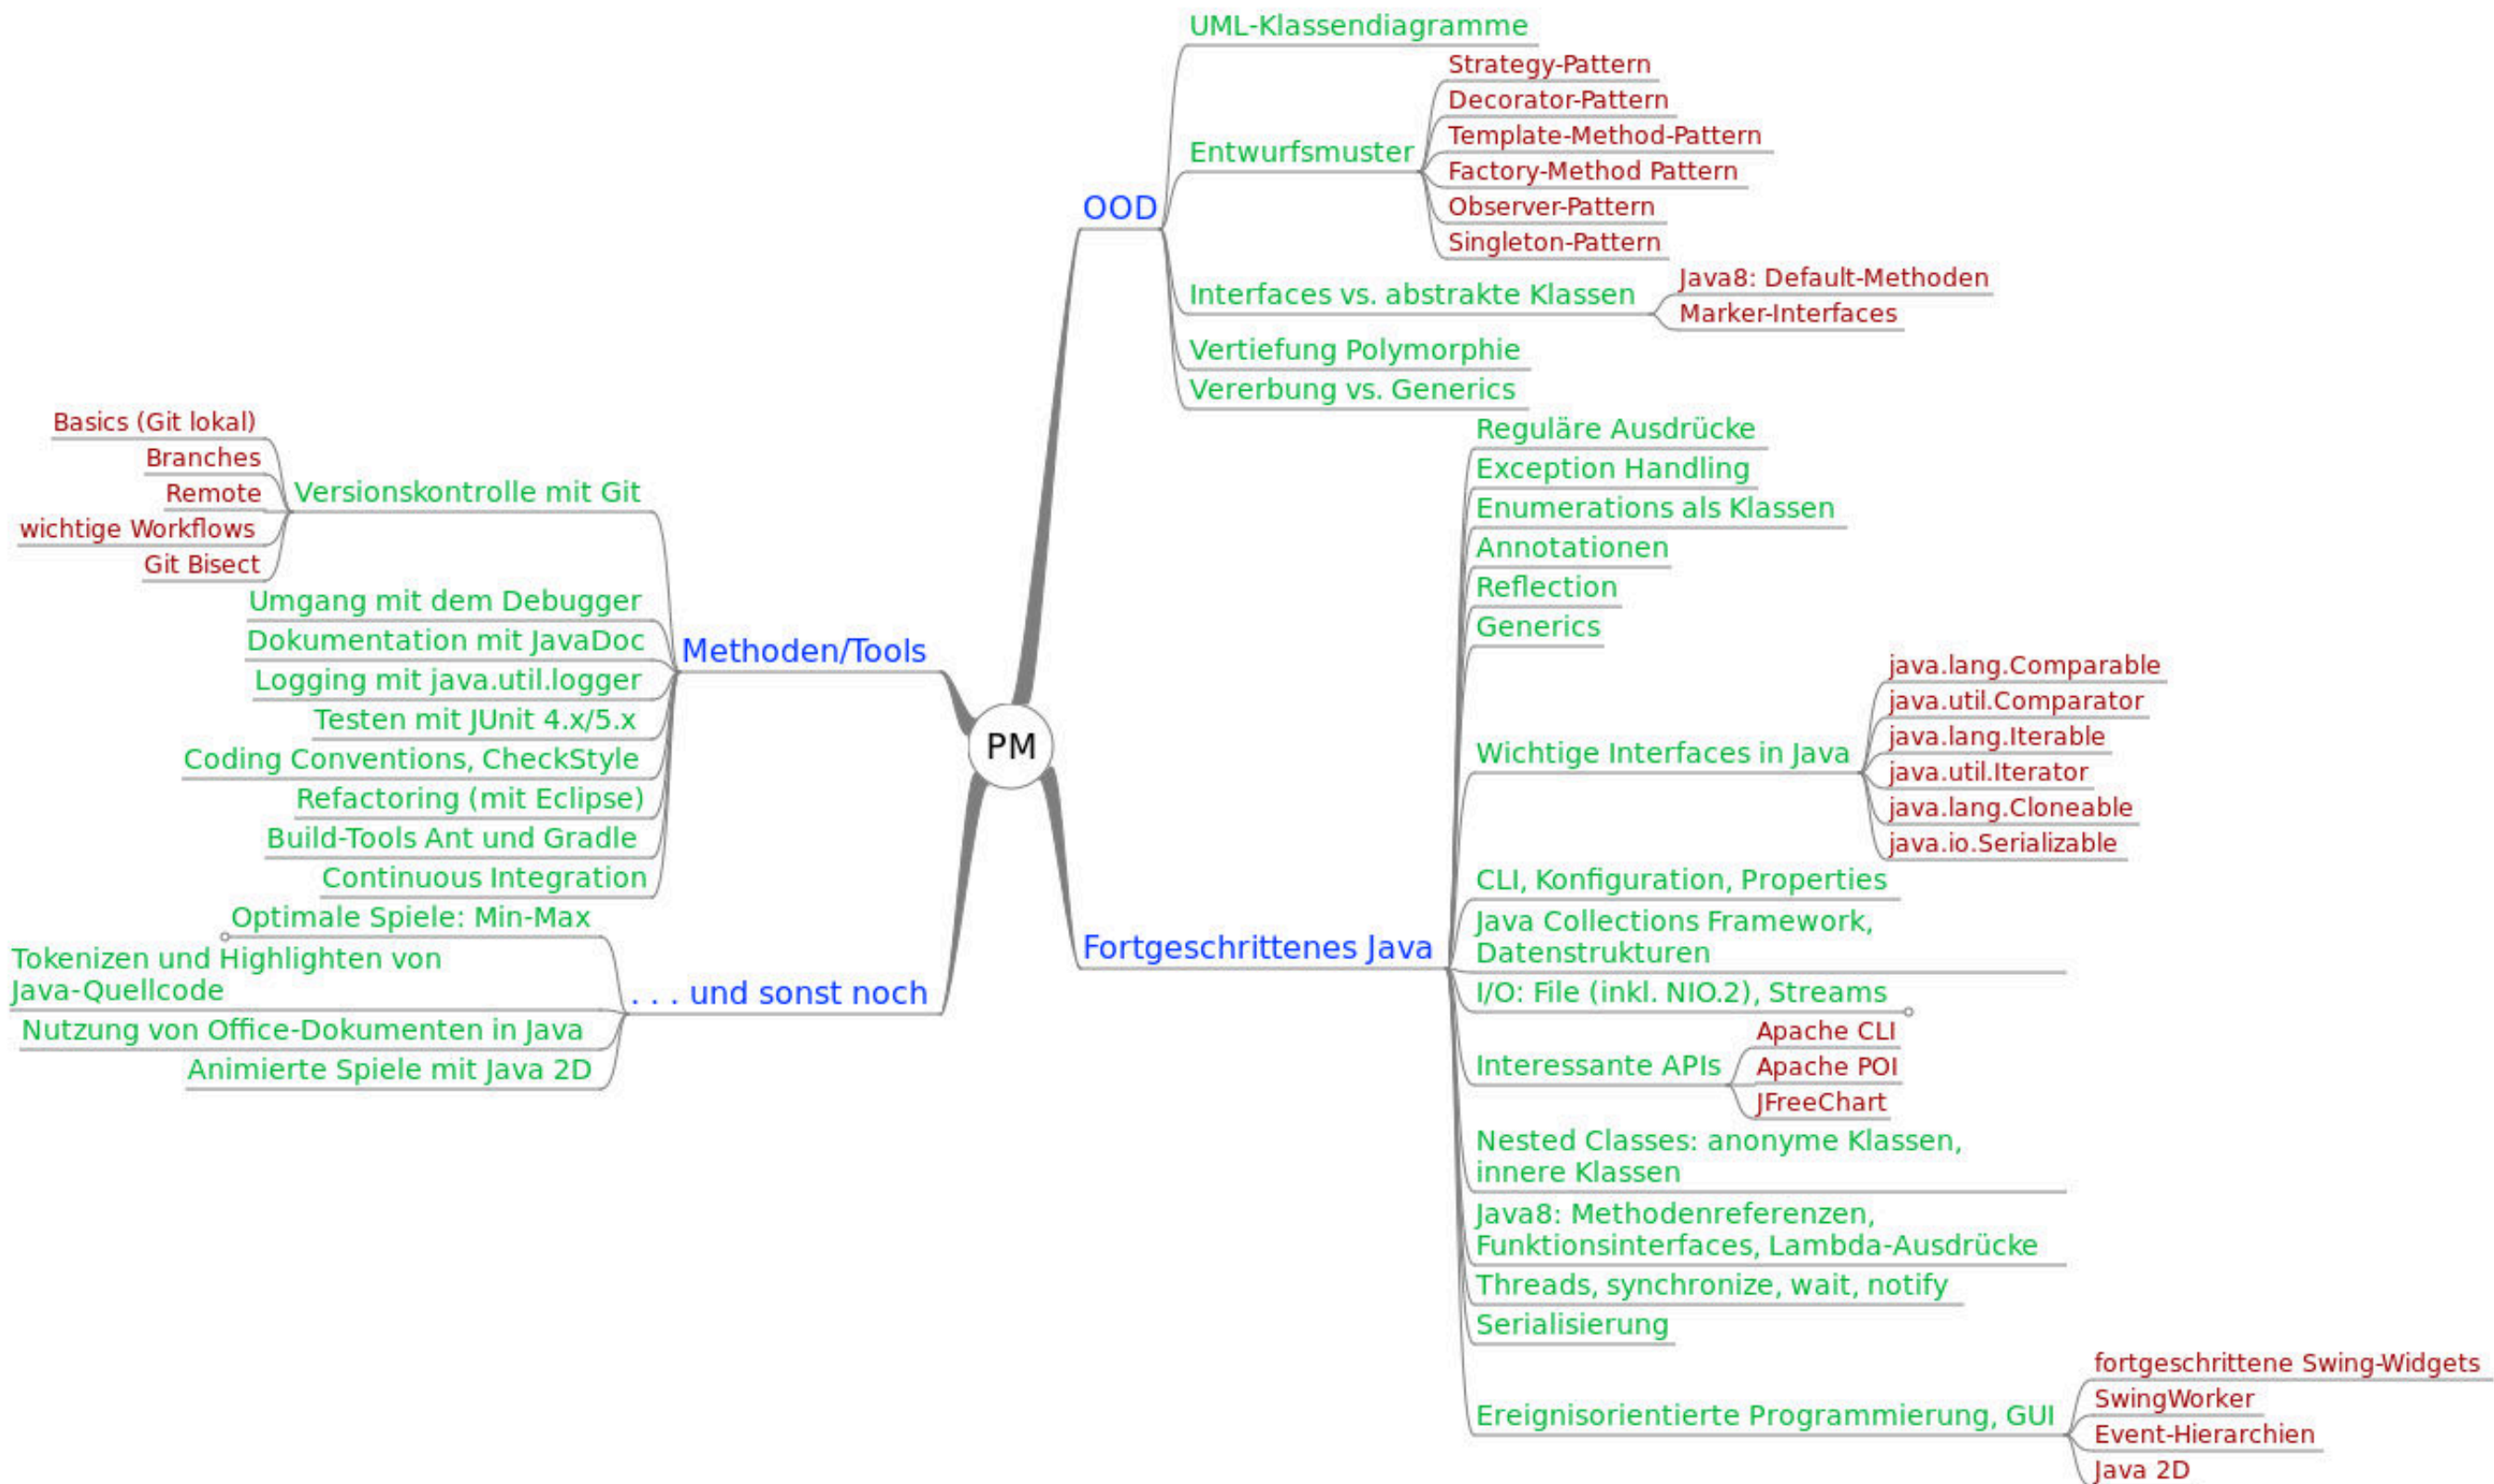 UML-Klassendiagramme
Strategy-Pattern
Decorator-Pattern
Template-Method-Pattern
Entwurfsmuster
Factory-Method Pattern
Observer-Pattern
OOD
Singleton-Pattern
Java8: Default-Methoden
Interfaces vs. abstrakte Klassen
Marker-Interfaces
Vertiefung Polymorphie
Vererbung vs. Generics
Basics (Git lokal)
Branches
Remote
Versionskontrolle mit Git
wichtige Workflows
Git Bisect
Umgang mit dem Debugger
Dokumentation mit JavaDoc
Methoden/Tools
Logging mit java.util.logger
Testen mit JUnit 4.x/5.x
Coding Conventions, CheckStyle
Refactoring (mit Eclipse)
Build-Tools Ant und Gradle
Continuous Integration
PM
Optimale Spiele: Min-Max
Tokenizen und Highlighten von
Java-Quellcode
. . . und sonst noch
Nutzung von Office-Dokumenten in Java
Animierte Spiele mit Java 2D
Reguläre Ausdrücke
Exception Handling
Enumerations als Klassen
Annotationen
Reflection
Generics
java.lang.Comparable
java.util.Comparator
java.lang.Iterable
Wichtige Interfaces in Java
java.util.Iterator
java.lang.Cloneable
java.io.Serializable
CLI, Konfiguration, Properties
Java Collections Framework,
Datenstrukturen
Fortgeschrittenes Java
I/O: File (inkl. NIO.2), Streams
Apache CLI
Interessante APIs
Apache POI
JFreeChart
Nested Classes: anonyme Klassen,
innere Klassen
Java8: Methodenreferenzen,
Funktionsinterfaces, Lambda-Ausdrücke
Threads, synchronize, wait, notify
Serialisierung
fortgeschrittene Swing-Widgets
SwingWorker
Ereignisorientierte Programmierung, GUI
Event-Hierarchien
Java 2D